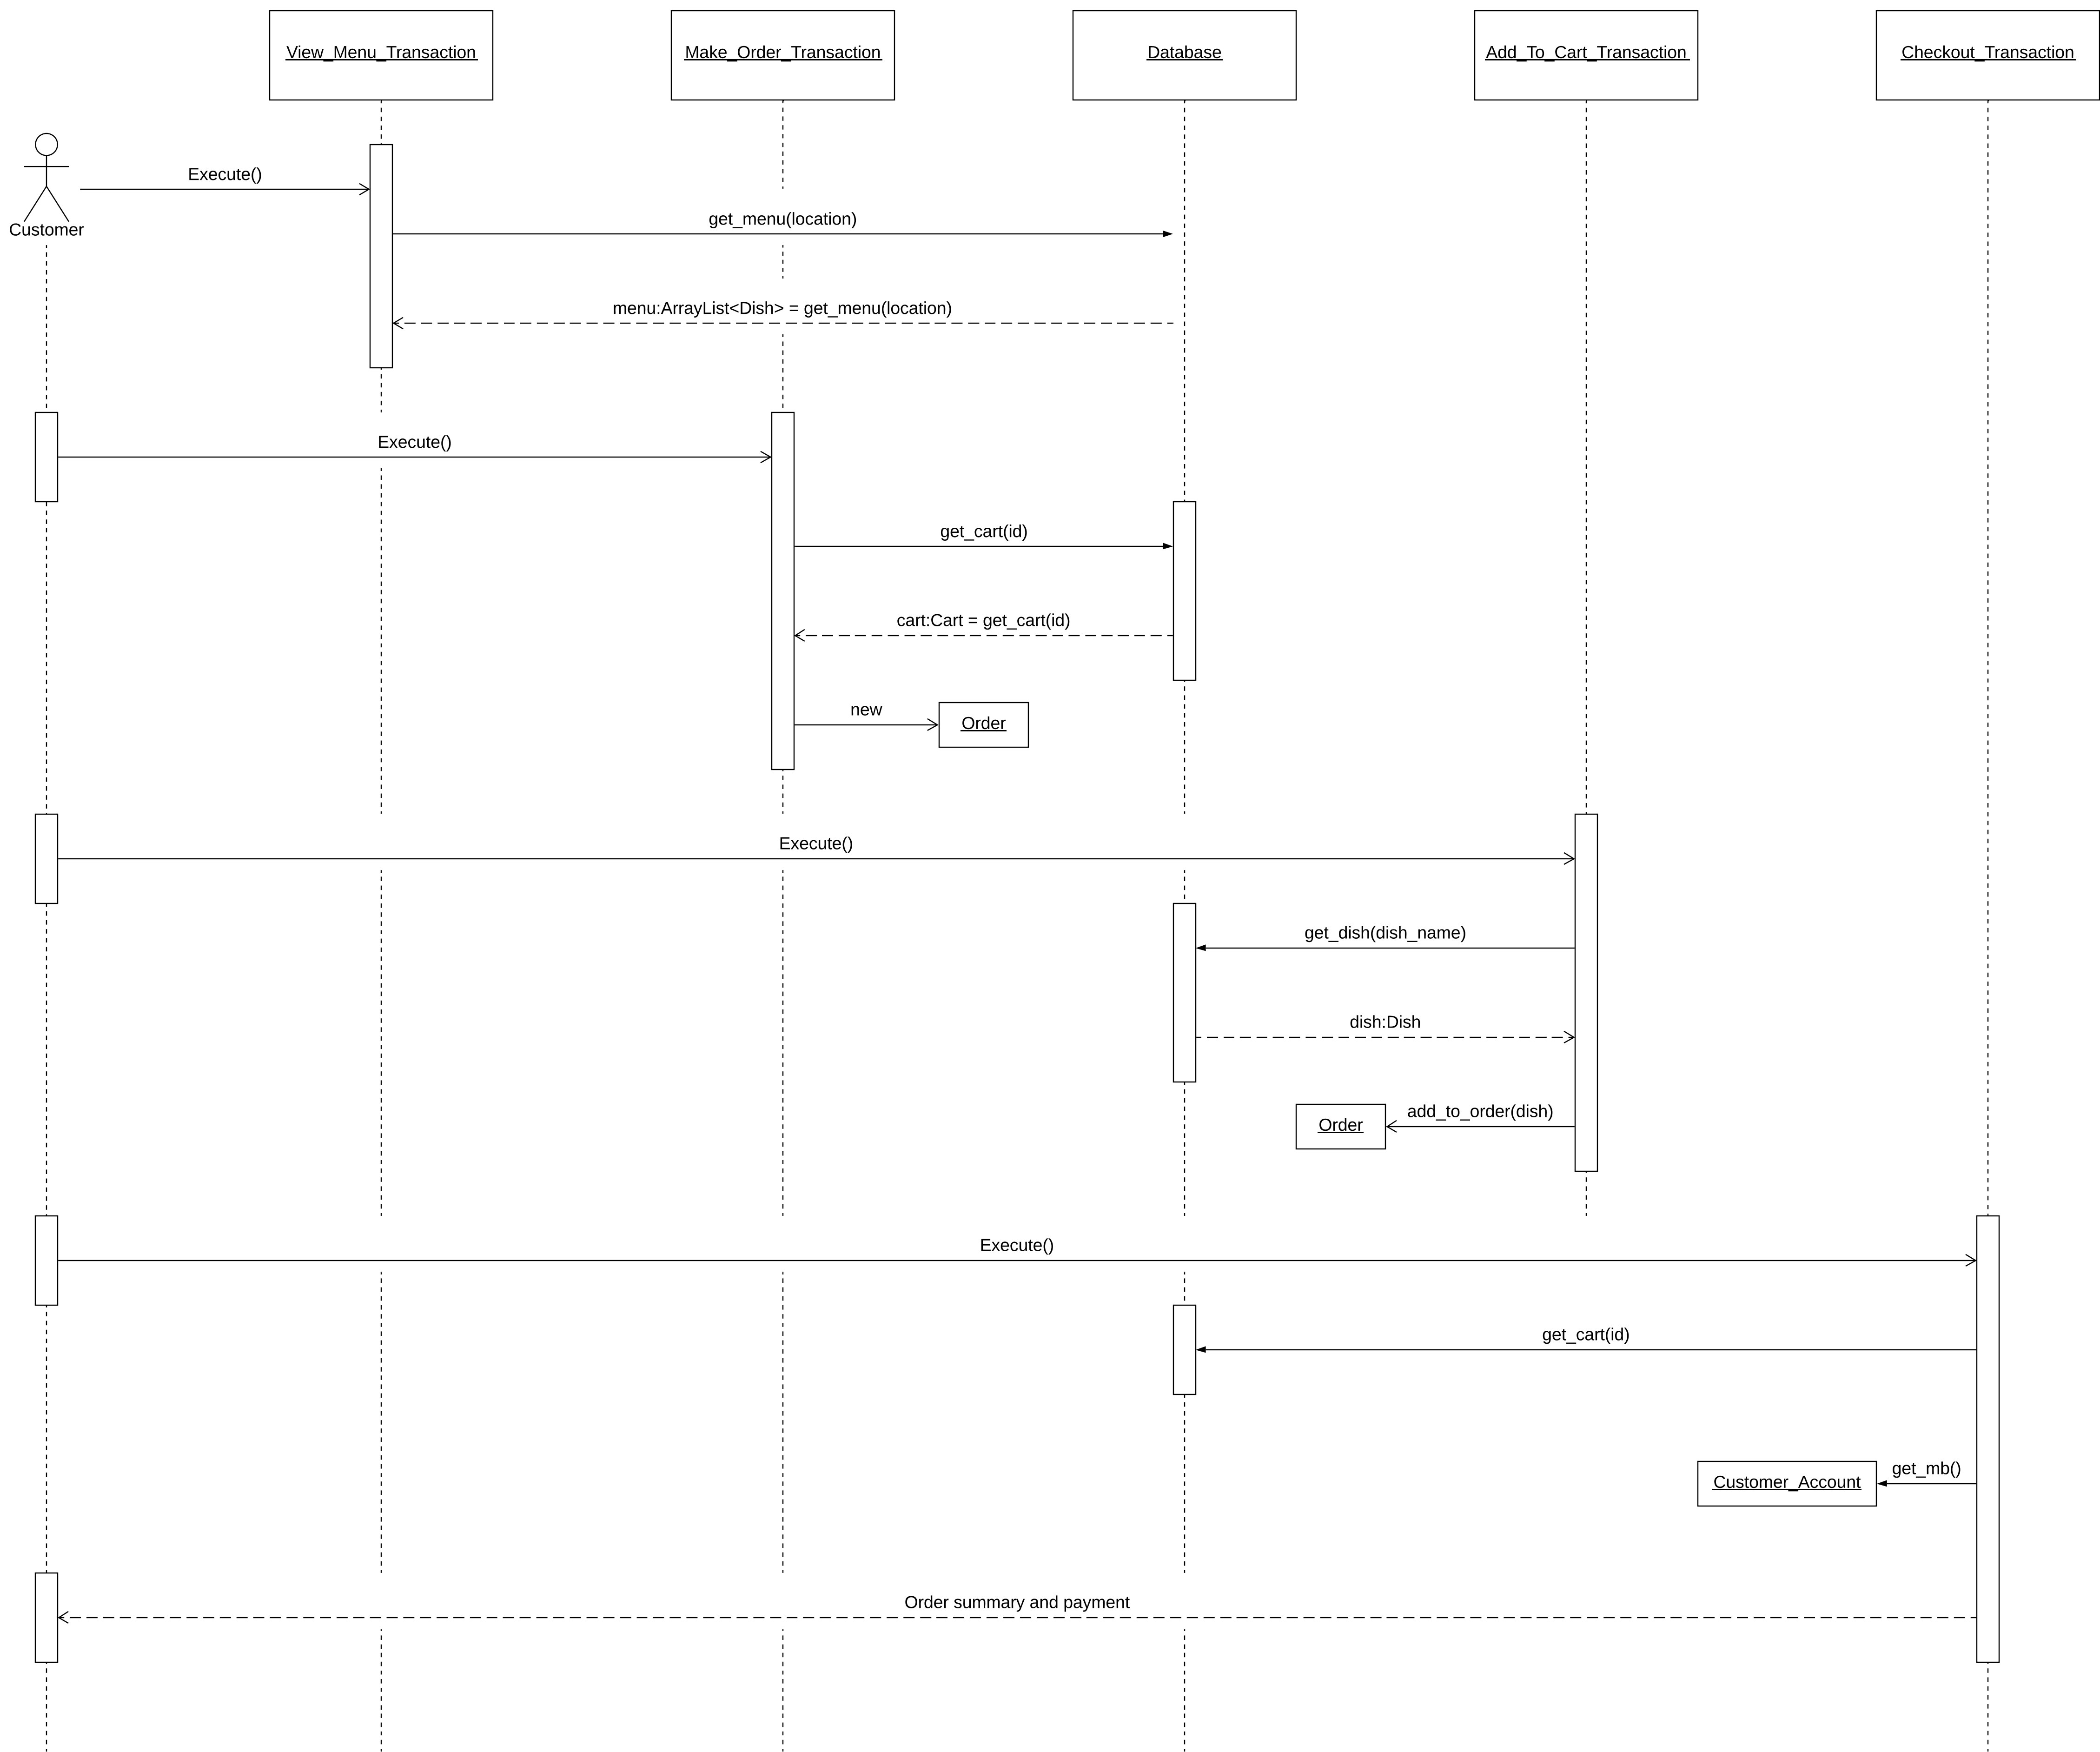 View_Menu_Transaction
Make_Order_Transaction
Database
Add_To_Cart_Transaction
Checkout_Transaction
Execute()
get_menu(location)
Customer
menu:ArrayList<Dish> = get_menu(location)
Execute()
get_cart(id)
cart:Cart = get_cart(id)
new
Order
Execute()
get_dish(dish_name)
dish:Dish
add_to_order(dish)
Order
Execute()
get_cart(id)
get_mb()
Customer_Account
Order summary and payment